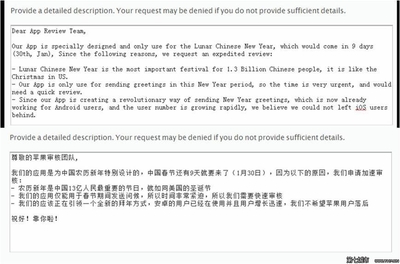 Provide a detailed description. Your request may be denied if you do not provide sufficient details.
Dear App Review Team,
Our App is specially designed and only use for the Lunar Chinese New Year, which would come in 9 days
(30th, Jan), Since the following reasons, we request an expedited review:
- Lunar Chinese New Year is the most important festival for 1.3 Billion Chinese people, it is like the
Christmas in US.
- Our App is only use for sending greetings in this New Year period, so the time is very urgent, and would
need a quick review.
- Since our App is creating a revolutionary way of sending New Year greetings, which is now already
working for Android users, and the user number is growing rapidly, we believe we could not left iOS users
behind.
Provide a detailed description. Your request may be denied if you do not provide sufficient details.
尊敬的苹果审核团队,
我们的应用是为中国农历新年特别设计的, 中国春节还有9天就要来了 (1月30日), 因为以下的原因, 我们申请加速审
核:
- 农历新年是中国13亿人民最重要的节日, 就如同美国的圣诞节
- 我们的应用仅能用于春节期间发送问候, 所以时间非常紧迫, 所以我们需要快速审核
- 我们的应该正在引领一个全新的拜年方式, 安卓的用户已经在使用并且用户增长迅速, 我们不希望苹果用户落后
祝好! 靠你啦!